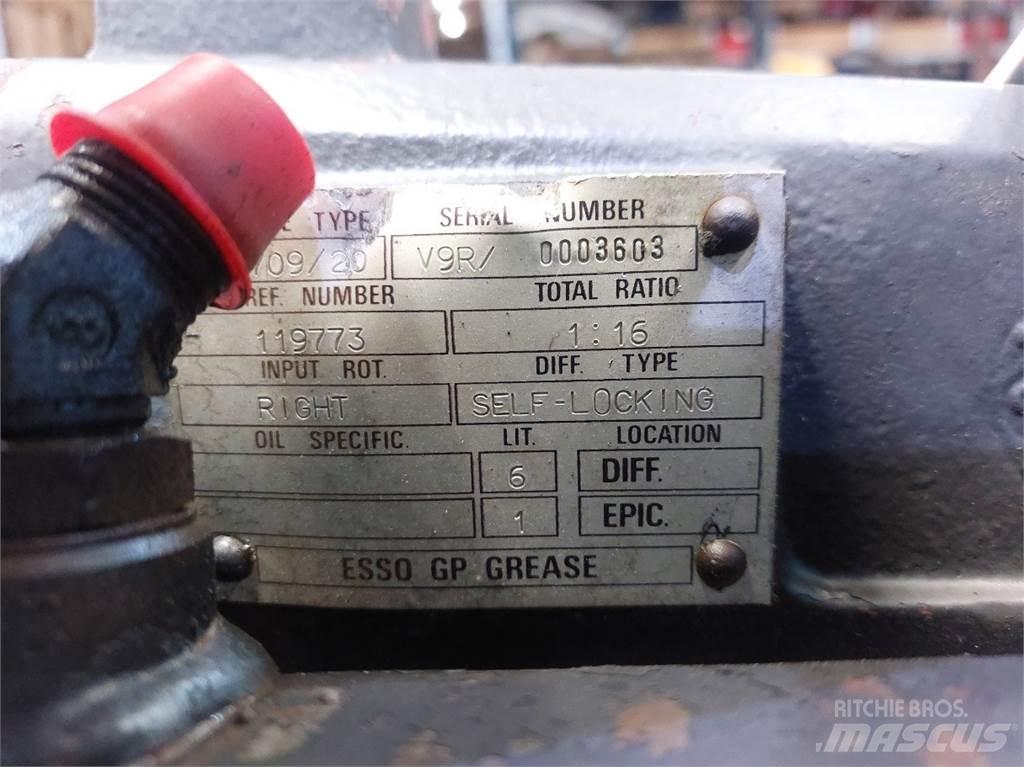 E TYPE SERIAL NUMBER
/09/20 V9R/ 0003603
REF. NUMBER TOTAL RATIO
119773 1:16
INPUT ROT. DIFF. TYPE
RIGHT SELF-LOCKING
OIL SPECIFIC. LIT. LOCATION
6 DIFF.
1 EPIC.
ESSO GP GREASE
RITCHIE BROS.
MASCUS